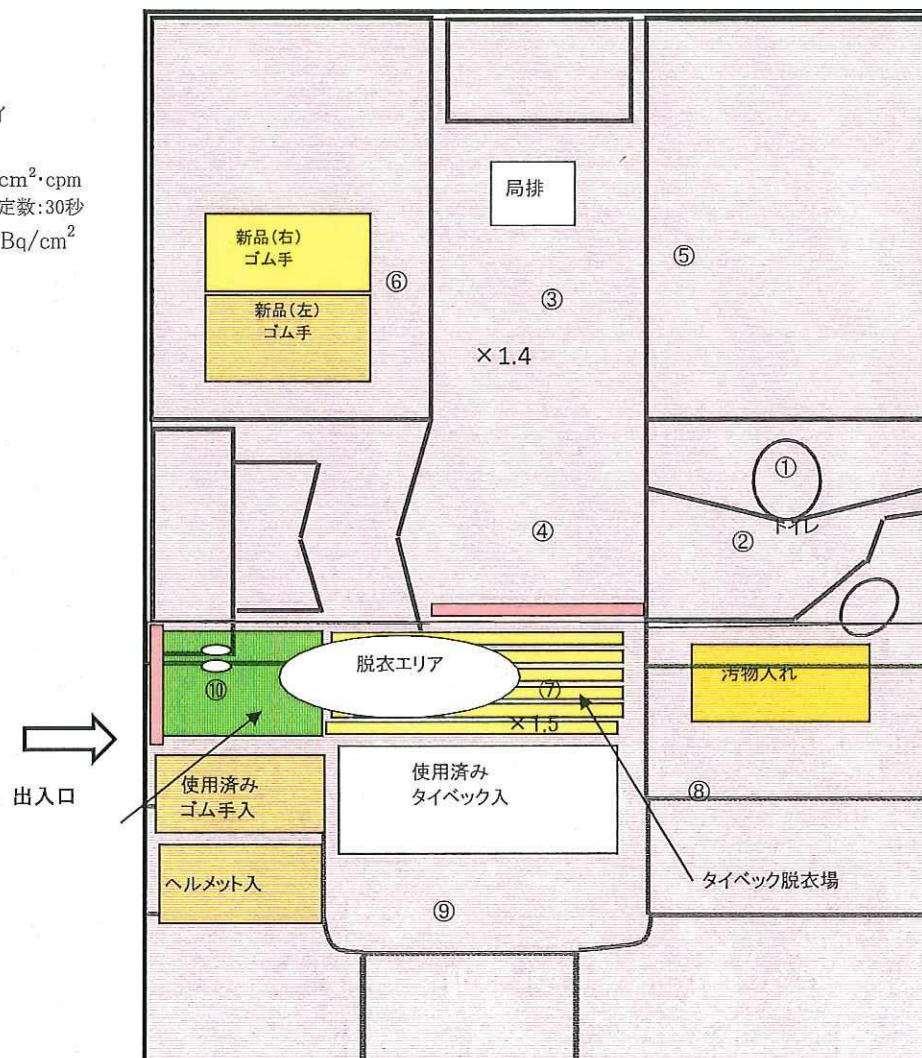 イ
cm²・cpm
定数:30秒
Bq/cm²
局排
新品(右)
ゴム手
⑥
⑤
③
新品(左)
ゴム手
×1.4
①
④
②
トイレ
脱衣エリア
⑩
⑦
汚物入れ
×1.5
出入口
使用済み
ゴム手入
使用済み
タイベック入
⑧
ヘルメット入
タイベック脱衣場
⑨